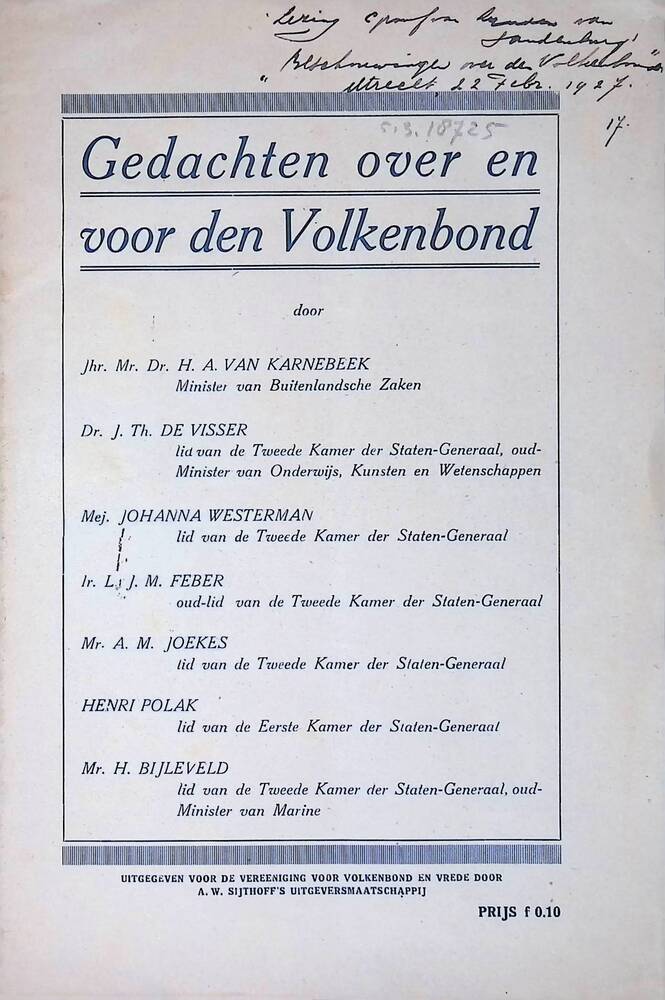 Lezing van
over den Volkenbond
Utrecht, 22 Febr. 1927.
17.
18725
Gedachten over en
voor den Volkenbond
door
Jhr. Mr. Dr. H. A. VAN KARNEBEEK
Minister van Buitenlandsche Zaken
Dr. J. Th. DE VISSER
lid van de Tweede Kamer der Staten-Generaal, oud-
Minister van Onderwijs, Kunsten en Wetenschappen
Mej. JOHANNA WESTERMAN
lid van de Tweede Kamer der Staten-Generaal
Ir. L. J. M. FEBER
oud-lid van de Tweede Kamer der Staten-Generaal
Mr. A. M. JOEKES
lid van de Tweede Kamer der Staten-Generaal
HENRI POLAK
lid van de Eerste Kamer der Staten-Generaal
Mr. H. BIJLEVELD
lid van de Tweede Kamer der Staten-Generaal, oud-
Minister van Marine
UITGEGEVEN VOOR DE VEREENIGING VOOR VOLKENBOND EN VREDE DOOR
A. W. SIJTHOFF'S UITGEVERSMAATSCHAPPIJ
PRIJS f 0.10